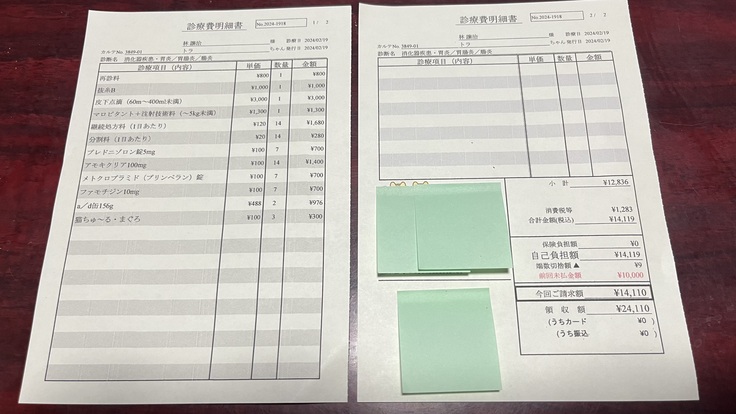 診療費明細書
No.2024-1918
1 / 2
林 謙治 様 診療日 2024/02/19
カルテNo. 3849-01 トラ ちゃん 発行日 2024/02/19
診断名 消化器疾患・胃炎／胃腸炎／腸炎
診療項目（内容） 単価 数量 金額
再診料 ¥800 1 ¥800
抜糸B ¥1,000 1 ¥1,000
皮下点滴（60m～400ml未満） ¥3,000 1 ¥3,000
マロピタント＋注射技術料（～5kg未満） ¥1,300 1 ¥1,300
継続処方料（1日あたり） ¥120 14 ¥1,680
分割料（1日あたり） ¥20 14 ¥280
プレドニゾロン錠5mg ¥100 7 ¥700
アモキクリア100mg ¥100 14 ¥1,400
メトクロプラミド（プリンペラン）錠 ¥100 7 ¥700
ファモチジン10mg ¥100 7 ¥700
a／d缶156g ¥488 2 ¥976
猫ちゅ～る・まぐろ ¥100 3 ¥300
診療費明細書
No.2024-1918
2 / 2
林 謙治 様 診療日 2024/02/19
カルテNo. 3849-01 トラ ちゃん 発行日 2024/02/19
診断名 消化器疾患・胃炎／胃腸炎／腸炎
診療項目（内容） 単価 数量 金額
小 計 ¥12,836
消費税等 ¥1,283
合計金額(税込) ¥14,119
保険負担額 ¥0
自己負担額 ¥14,119
端数切捨額 ▲ ¥9
前回未払金額 ¥10,000
今回ご請求額 ¥14,110
領 収 額 ¥24,110
(うちカード ¥0 )
(うち振込 ¥0 )